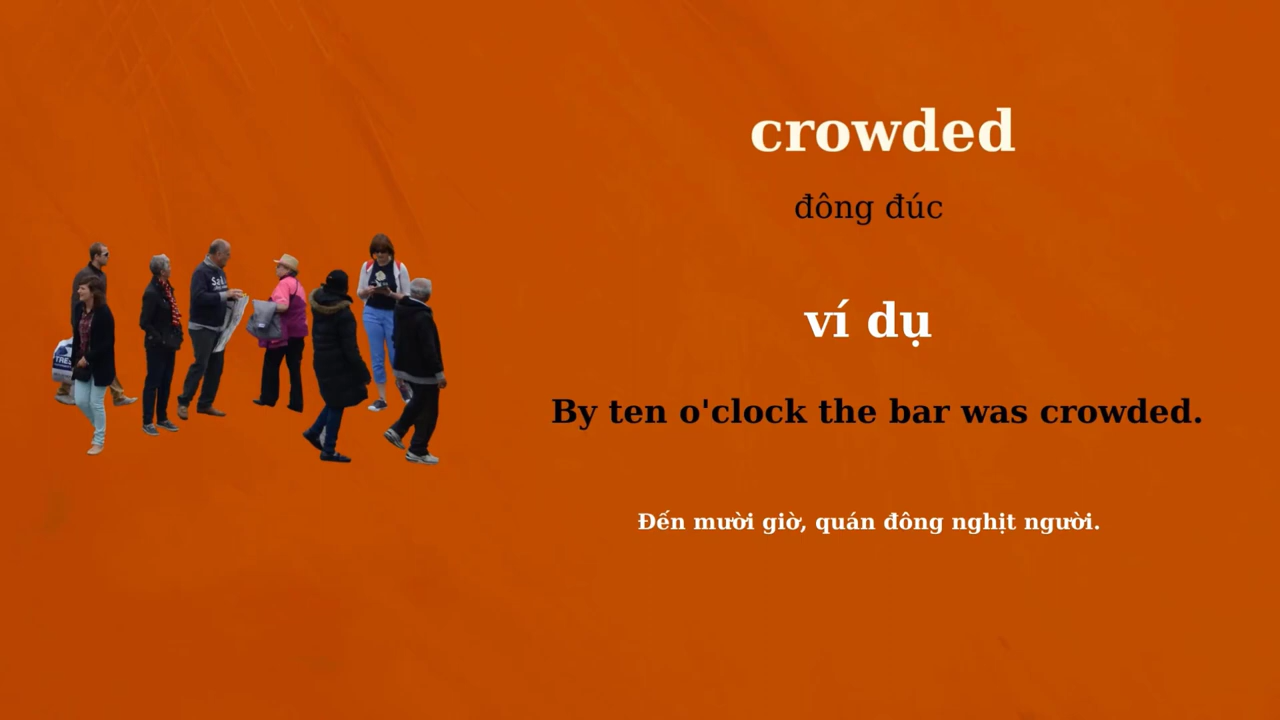 crowded
đông đúc
ví dụ
By ten o'clock the bar was crowded.
Đến mười giờ, quán đông nghịt người.